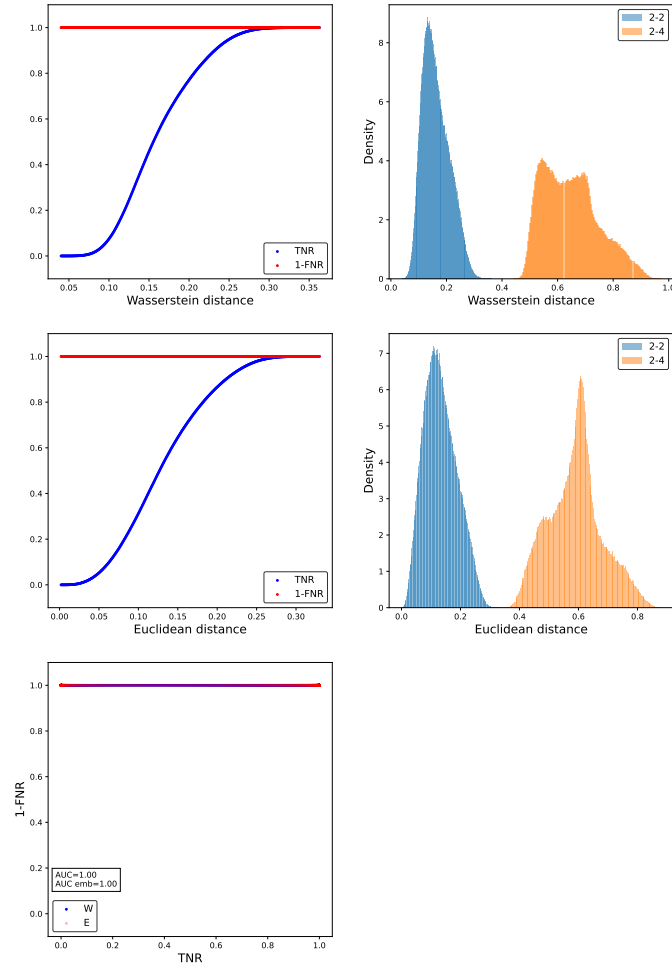 1.0
0.8
0.6
0.4
0.2
0.0
TNR
1-FNR
0.05 0.10 0.15 0.20 0.25 0.30 0.35
Wasserstein distance
Density
8
6
4
2
0
2-2
2-4
0.0 0.2 0.4 0.6 0.8 1.0
Wasserstein distance
1.0
0.8
0.6
0.4
0.2
0.0
TNR
1-FNR
0.00 0.05 0.10 0.15 0.20 0.25 0.30
Euclidean distance
Density
7
6
5
4
3
2
1
0
2-2
2-4
0.0 0.2 0.4 0.6 0.8
Euclidean distance
1-FNR
1.0
0.8
0.6
0.4
0.2
0.0
AUC=1.00
AUC emb=1.00
W
E
0.0 0.2 0.4 0.6 0.8 1.0
TNR